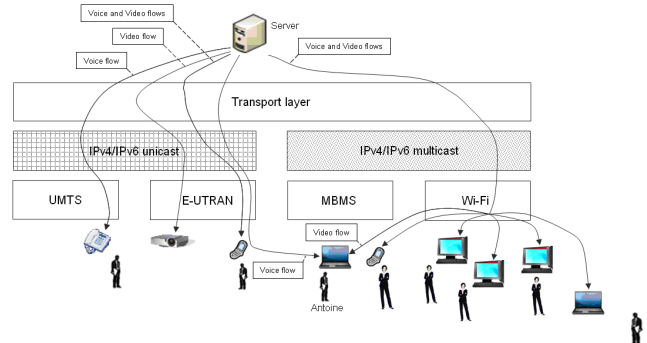 Voice and Video flows
Server
Video flow
Voice and Video flows
Voice flow
Transport layer
IPv4/IPv6 unicast
IPv4/IPv6 multicast
UMTS
E-UTRAN
MBMS
Wi-Fi
Video flow
Voice flow
Antoine